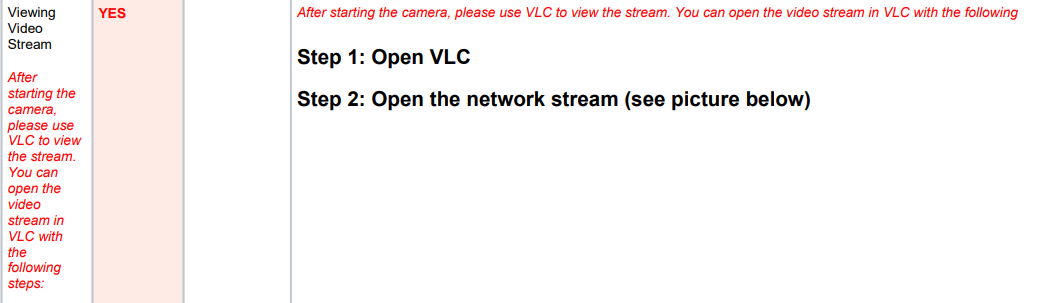 Viewing
Video
Stream
After
starting the
camera,
please use
VLC to view
the stream.
You can
open the
video
stream in
VLC with
the
following
steps:
YES
After starting the camera, please use VLC to view the stream. You can open the video stream in VLC with the following
Step 1: Open VLC
Step 2: Open the network stream (see picture below)